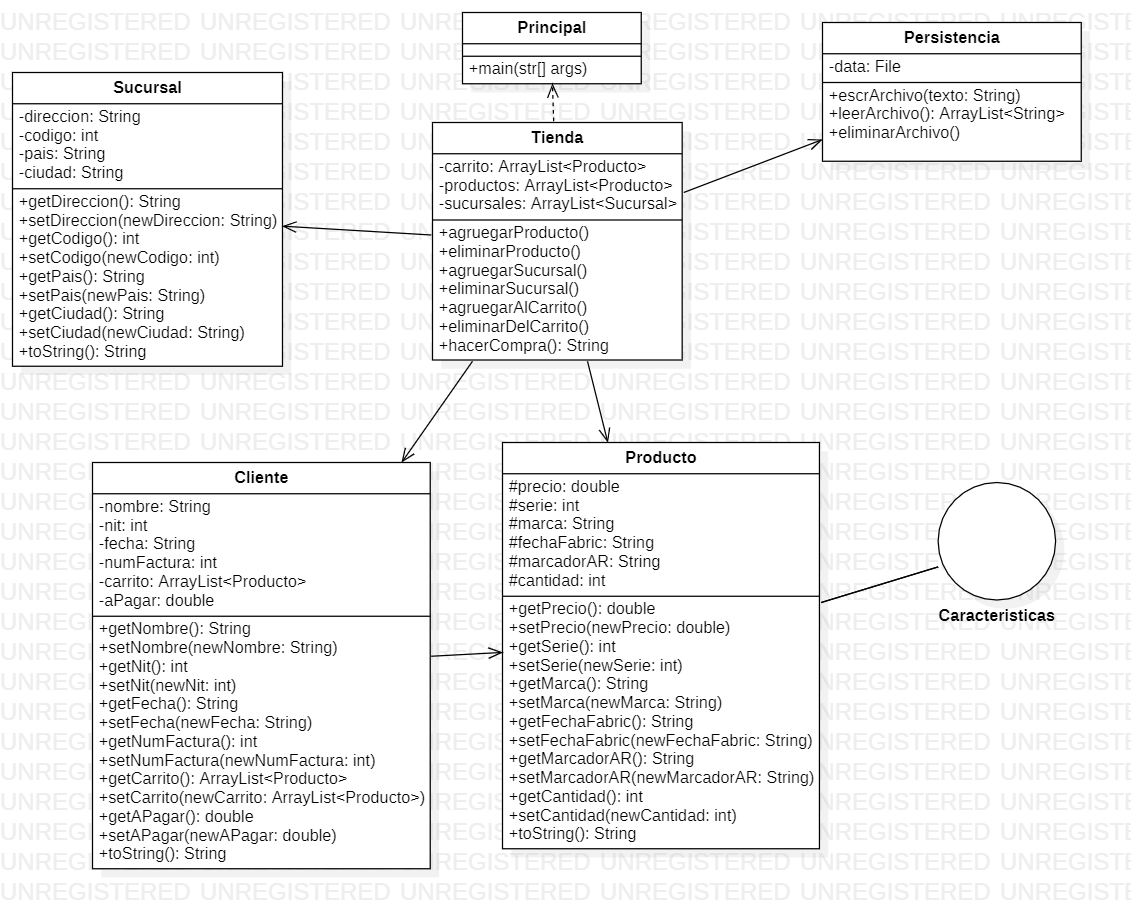 Principal
+main(str[] args)
Persistencia
-data: File
+escrArchivo(texto: String)
+leerArchivo(): ArrayList<String>
+eliminarArchivo()
Sucursal
-direccion: String
-codigo: int
-pais: String
-ciudad: String
+getDireccion(): String
+setDireccion(newDireccion: String)
+getCodigo(): int
+setCodigo(newCodigo: int)
+getPais(): String
+setPais(newPais: String)
+getCiudad(): String
+setCiudad(newCiudad: String)
+toString(): String
Tienda
-carrito: ArrayList<Producto>
-productos: ArrayList<Producto>
-sucursales: ArrayList<Sucursal>
+agruegarProducto()
+eliminarProducto()
+agruegarSucursal()
+eliminarSucursal()
+agruegarAlCarrito()
+eliminarDelCarrito()
+hacerCompra(): String
Cliente
-nombre: String
-nit: int
-fecha: String
-numFactura: int
-carrito: ArrayList<Producto>
-aPagar: double
+getNombre(): String
+setNombre(newNombre: String)
+getNit(): int
+setNit(newNit: int)
+getFecha(): String
+setFecha(newFecha: String)
+getNumFactura(): int
+setNumFactura(newNumFactura: int)
+getCarrito(): ArrayList<Producto>
+setCarrito(newCarrito: ArrayList<Producto>)
+getAPagar(): double
+setAPagar(newAPagar: double)
+toString(): String
Producto
#precio: double
#serie: int
#marca: String
#fechaFabric: String
#marcadorAR: String
#cantidad: int
+getPrecio(): double
+setPrecio(newPrecio: double)
+getSerie(): int
+setSerie(newSerie: int)
+getMarca(): String
+setMarca(newMarca: String)
+getFechaFabric(): String
+setFechaFabric(newFechaFabric: String)
+getMarcadorAR(): String
+setMarcadorAR(newMarcadorAR: String)
+getCantidad(): int
+setCantidad(newCantidad: int)
+toString(): String
Caracteristicas
UNREGISTERED